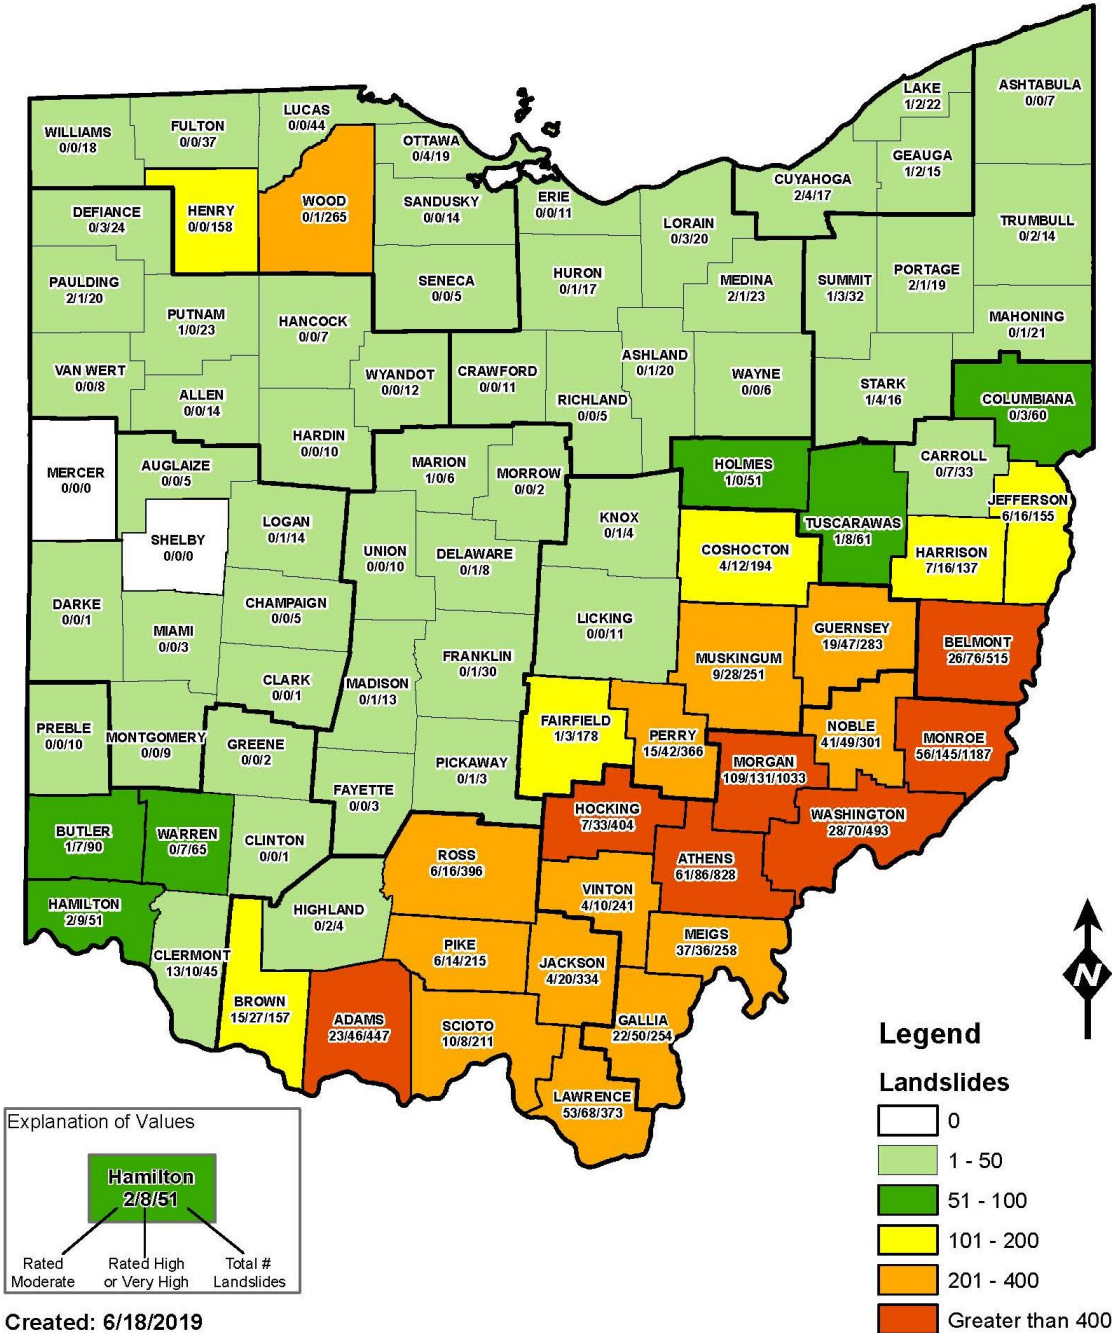 LAKE
1/2/22
ASHTABULA
0/0/7
LUCAS
0/0/44
FULTON
0/0/37
WILLIAMS
0/0/18
OTTAWA
0/4/19
GEAUGA
1/2/15
CUYAHOGA
2/4/17
WOOD
0/1/265
SANDUSKY
0/0/14
ERIE
0/0/11
HENRY
0/0/158
DEFIANCE
0/3/24
LORAIN
0/3/20
TRUMBULL
0/2/14
PAULDING
2/1/20
SENECA
0/0/5
HURON
0/1/17
MEDINA
2/1/23
SUMMIT
1/3/32
PORTAGE
2/1/19
PUTNAM
1/0/23
HANCOCK
0/0/7
MAHONING
0/1/21
VAN WERT
0/0/8
ALLEN
0/0/14
WYANDOT
0/0/12
CRAWFORD
0/0/11
ASHLAND
0/1/20
WAYNE
0/0/6
RICHLAND
0/0/5
STARK
1/4/16
COLUMBIANA
0/3/60
HARDIN
0/0/10
MERCER
0/0/0
AUGLAIZE
0/0/5
MARION
1/0/6
MORROW
0/0/2
HOLMES
1/0/51
CARROLL
0/7/33
JEFFERSON
6/16/155
SHELBY
0/0/0
LOGAN
0/1/14
KNOX
0/1/4
TUSCARAWAS
1/8/61
UNION
0/0/10
DELAWARE
0/1/8
COSHOCTON
4/12/194
HARRISON
7/16/137
DARKE
0/0/1
CHAMPAIGN
0/0/5
MIAMI
0/0/3
LICKING
0/0/11
GUERNSEY
19/47/283
BELMONT
26/76/515
FRANKLIN
0/1/30
MUSKINGUM
9/28/251
CLARK
0/0/1
MADISON
0/1/13
PREBLE
0/0/10
MONTGOMERY
0/0/9
GREENE
0/0/2
FAIRFIELD
1/3/178
PERRY
15/42/366
NOBLE
41/49/301
MONROE
56/145/1187
PICKAWAY
0/1/3
MORGAN
109/131/1033
FAYETTE
0/0/3
HOCKING
7/33/404
WASHINGTON
28/70/493
BUTLER
1/7/90
WARREN
0/7/65
CLINTON
0/0/1
ROSS
6/16/396
ATHENS
61/86/828
VINTON
4/10/241
HAMILTON
2/9/51
HIGHLAND
0/2/4
MEIGS
37/36/258
CLERMONT
13/10/45
PIKE
6/14/215
JACKSON
4/20/334
BROWN
15/27/157
ADAMS
23/46/447
SCIOTO
10/8/211
GALLIA
22/50/254
LAWRENCE
53/68/373
N
Legend
Landslides
0
1 - 50
51 - 100
101 - 200
201 - 400
Greater than 400
Explanation of Values
Hamilton
2/8/51
Rated Moderate
Rated High or Very High
Total # Landslides
Created: 6/18/2019